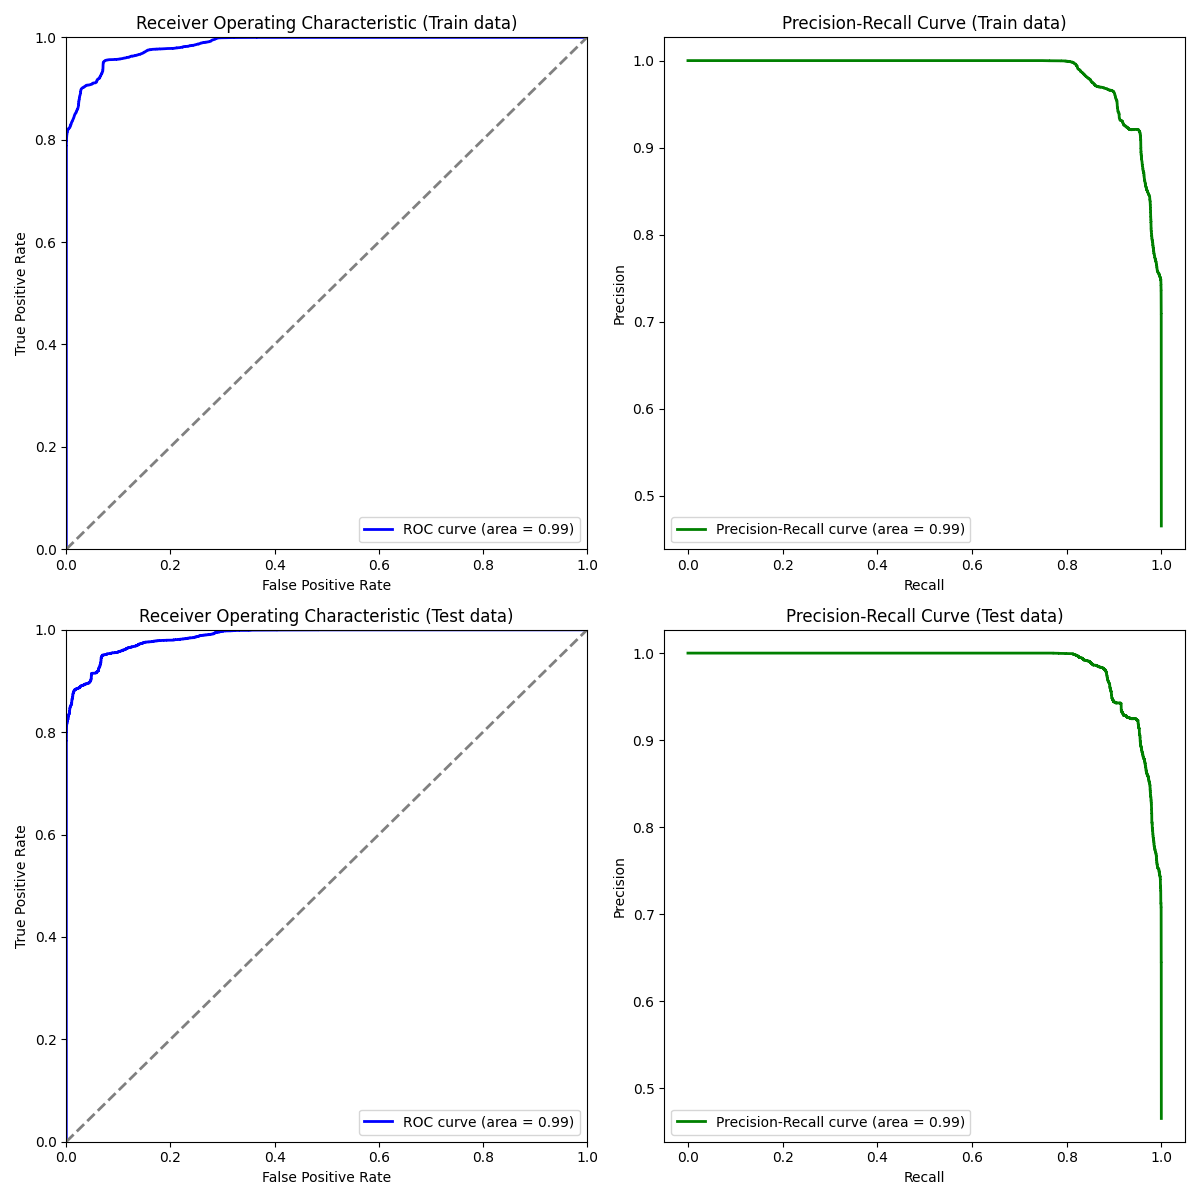 Receiver Operating Characteristic (Train data)
1.0
0.8
0.6
0.4
0.2
0.0
True Positive Rate
0.0 0.2 0.4 0.6 0.8 1.0
False Positive Rate
ROC curve (area = 0.99)
Precision-Recall Curve (Train data)
1.0
0.9
0.8
0.7
0.6
0.5
Precision
0.0 0.2 0.4 0.6 0.8 1.0
Recall
Precision-Recall curve (area = 0.99)
Receiver Operating Characteristic (Test data)
1.0
0.8
0.6
0.4
0.2
0.0
True Positive Rate
0.0 0.2 0.4 0.6 0.8 1.0
False Positive Rate
ROC curve (area = 0.99)
Precision-Recall Curve (Test data)
1.0
0.9
0.8
0.7
0.6
0.5
Precision
0.0 0.2 0.4 0.6 0.8 1.0
Recall
Precision-Recall curve (area = 0.99)